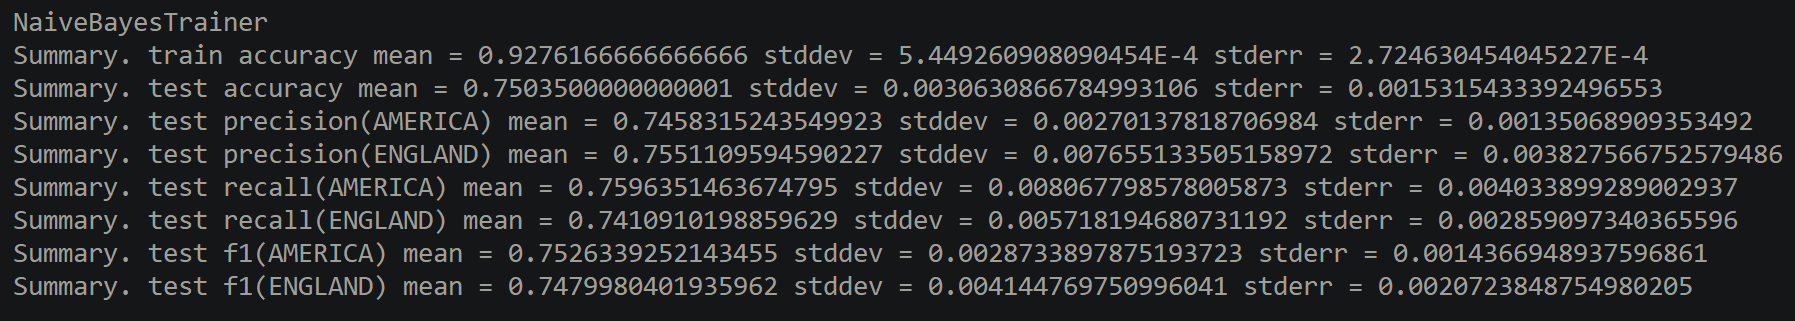 NaiveBayesTrainer
Summary. train accuracy mean = 0.9276166666666666 stddev = 5.449260908090454E-4 stderr = 2.724630454045227E-4
Summary. test accuracy mean = 0.7503500000000001 stddev = 0.0030630866784993106 stderr = 0.0015315433392496553
Summary. test precision(AMERICA) mean = 0.7458315243549923 stddev = 0.00270137818706984 stderr = 0.00135068909353492
Summary. test precision(ENGLAND) mean = 0.7551109594590227 stddev = 0.007655133505158972 stderr = 0.003827566752579486
Summary. test recall(AMERICA) mean = 0.7596351463674795 stddev = 0.008067798578005873 stderr = 0.004033899289002937
Summary. test recall(ENGLAND) mean = 0.7410910198859629 stddev = 0.005718194680731192 stderr = 0.002859097340365596
Summary. test f1(AMERICA) mean = 0.7526339252143455 stddev = 0.0028733897875193723 stderr = 0.0014366948937596861
Summary. test f1(ENGLAND) mean = 0.7479980401935962 stddev = 0.004144769750996041 stderr = 0.0020723848754980205